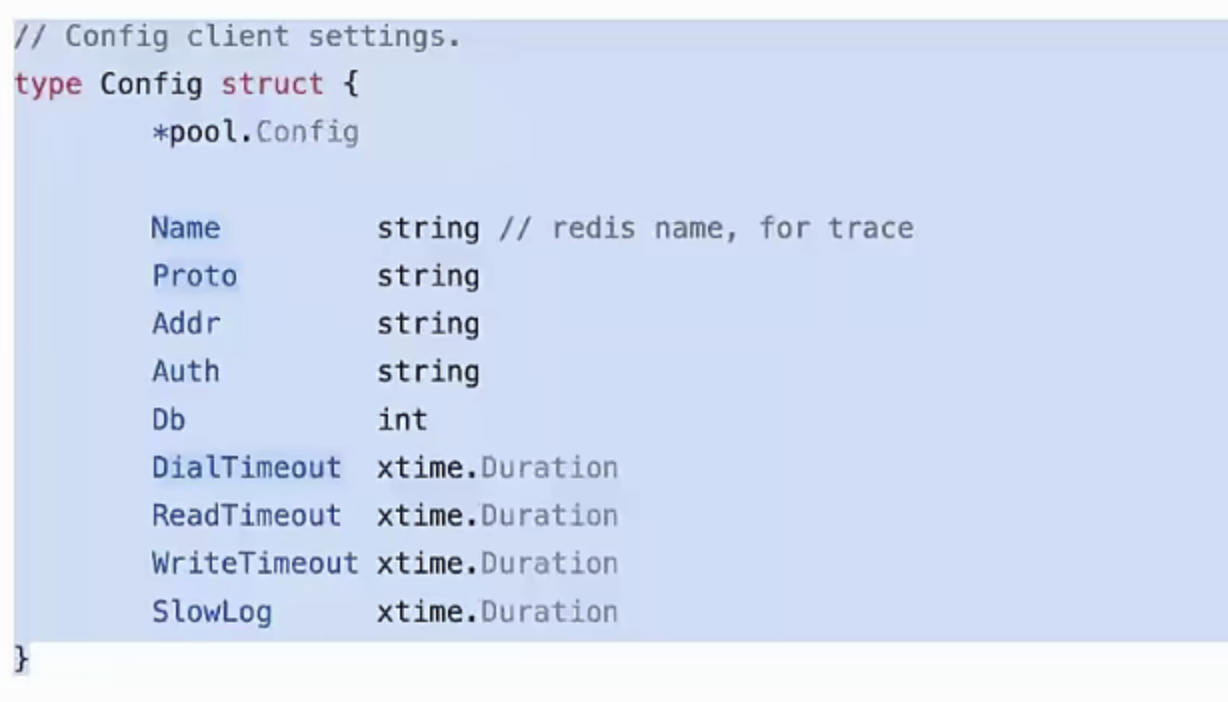 // Config client settings.
type Config struct {
        *pool.Config

        Name         string // redis name, for trace
        Proto        string
        Addr         string
        Auth         string
        Db           int
        DialTimeout  xtime.Duration
        ReadTimeout  xtime.Duration
        WriteTimeout xtime.Duration
        SlowLog      xtime.Duration
}